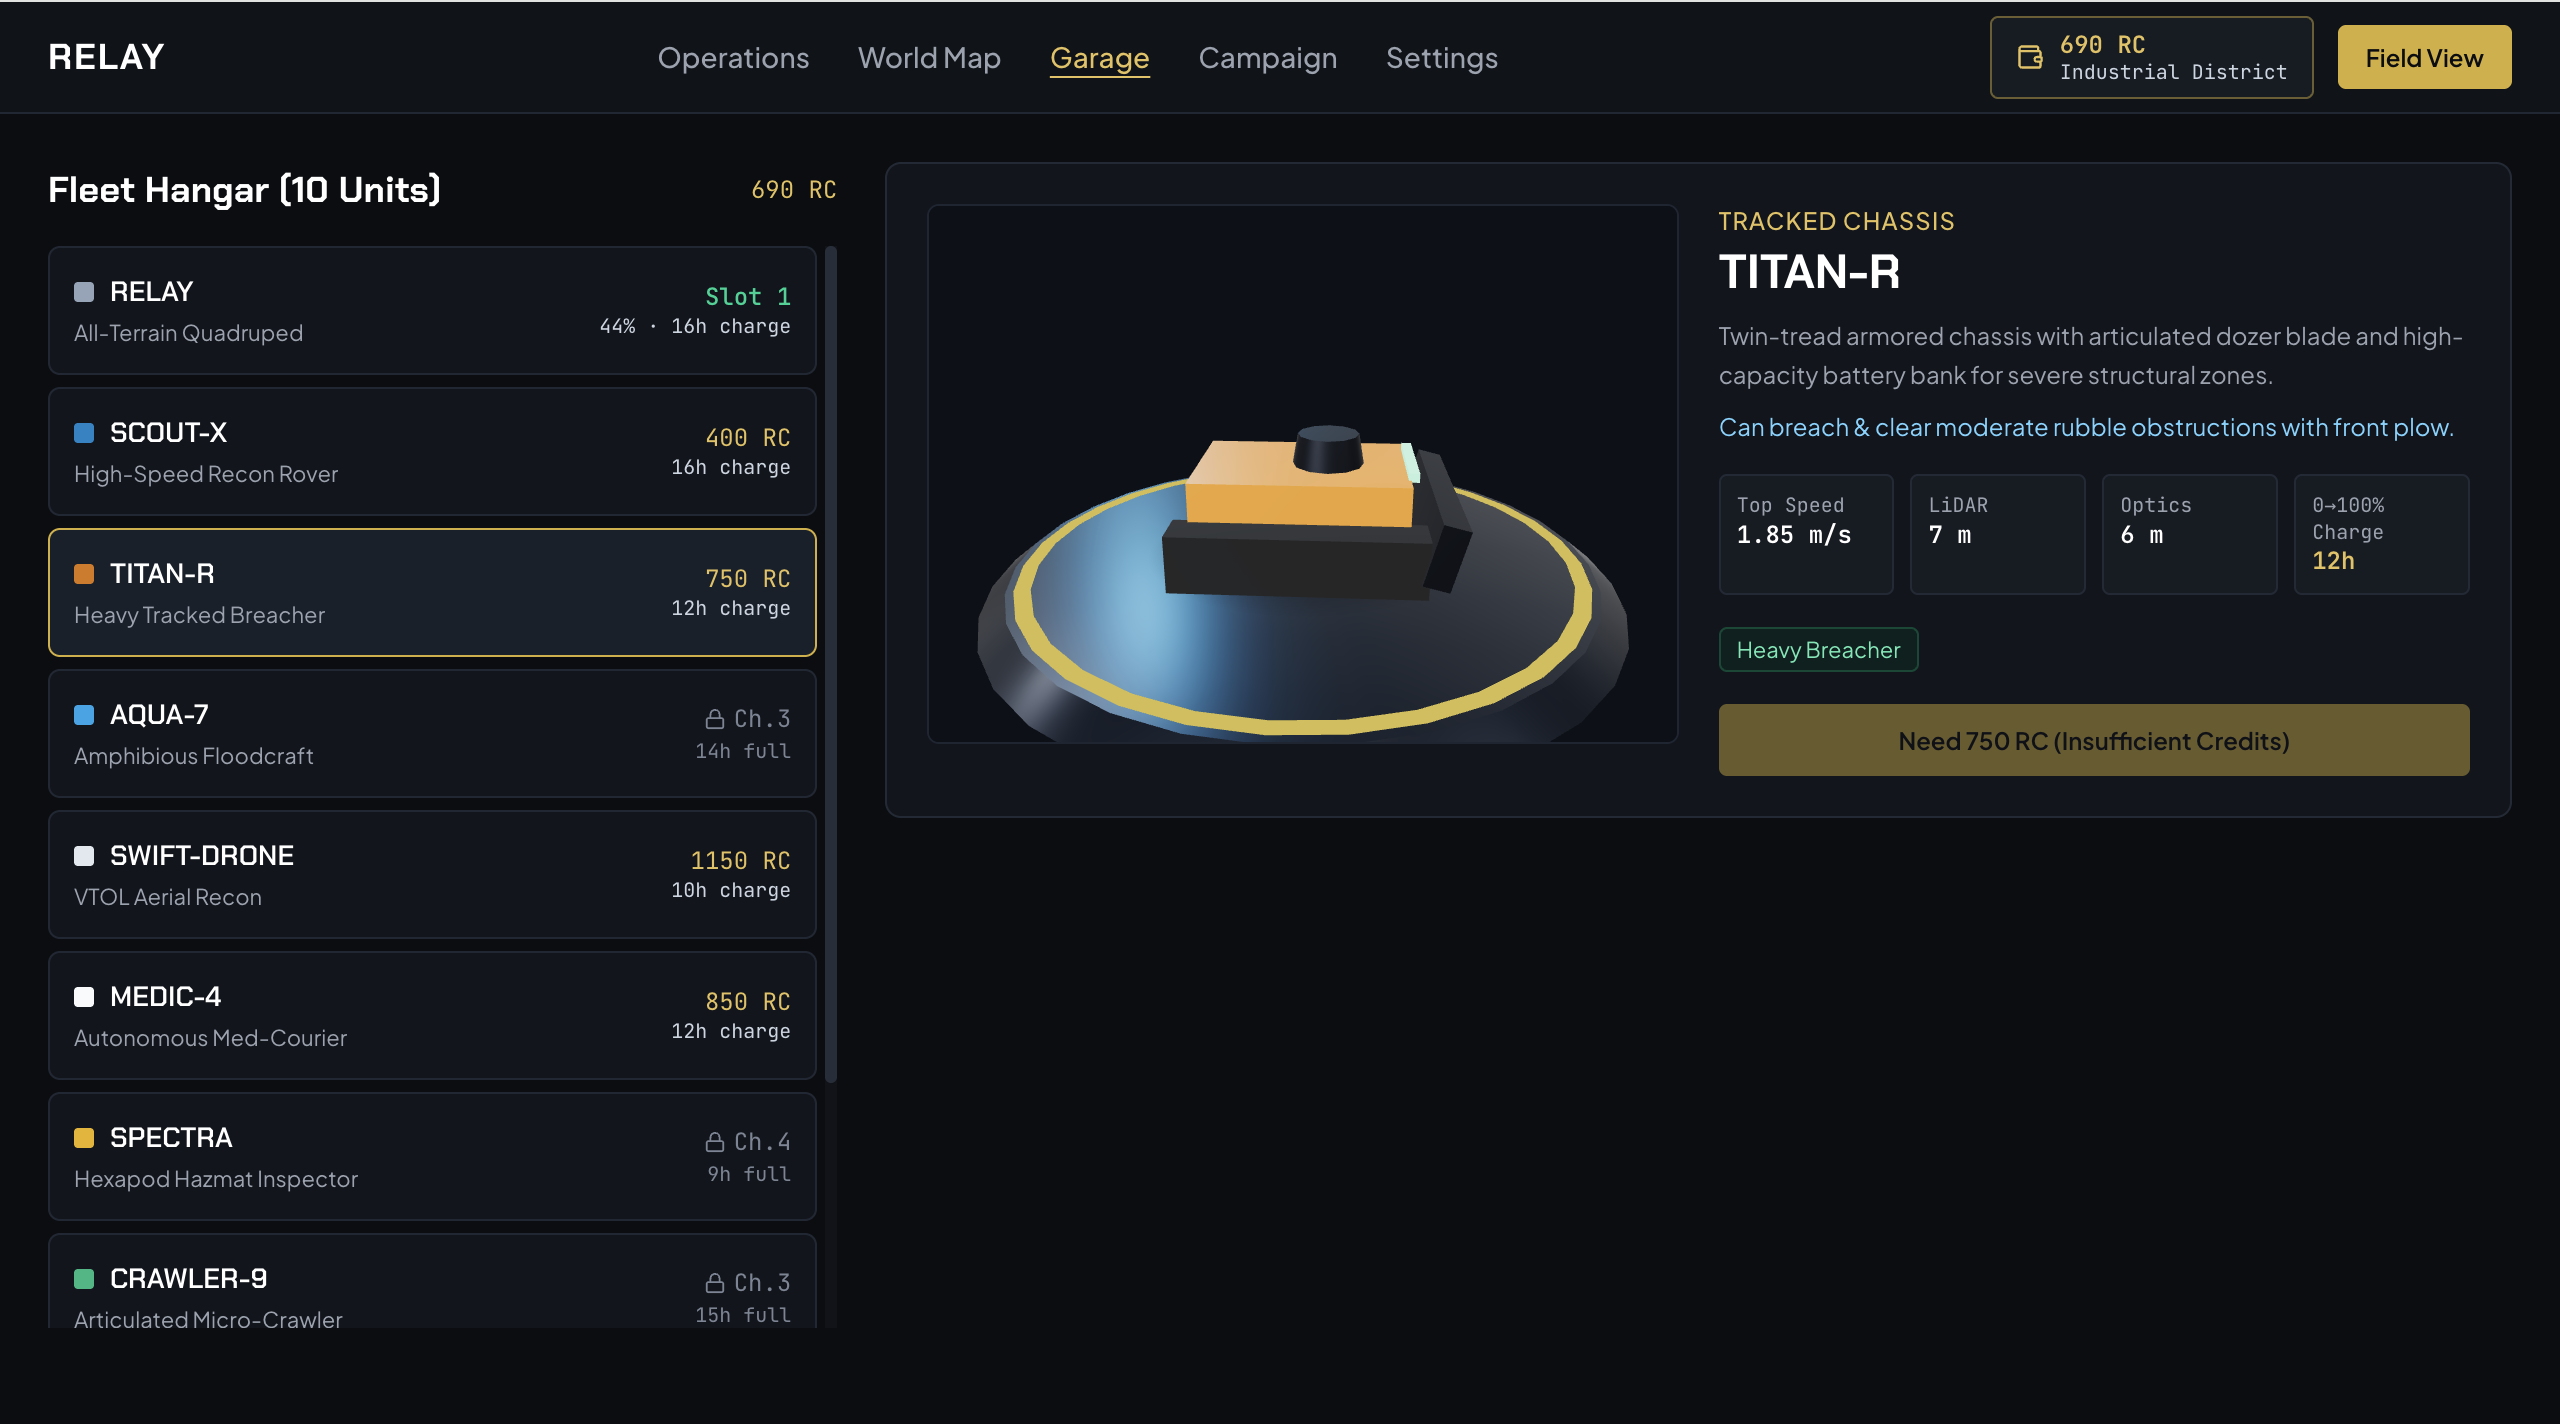 RELAY
Operations
World Map
Garage
Campaign
Settings
690 RC
Industrial District
Field View
Fleet Hangar (10 Units)
690 RC
RELAY
All-Terrain Quadruped
Slot 1
44% · 16h charge
SCOUT-X
High-Speed Recon Rover
400 RC
16h charge
TITAN-R
Heavy Tracked Breacher
750 RC
12h charge
AQUA-7
Amphibious Floodcraft
Ch.3
14h full
SWIFT-DRONE
VTOL Aerial Recon
1150 RC
10h charge
MEDIC-4
Autonomous Med-Courier
850 RC
12h charge
SPECTRA
Hexapod Hazmat Inspector
Ch.4
9h full
CRAWLER-9
Articulated Micro-Crawler
Ch.3
15h full
TRACKED CHASSIS
TITAN-R
Twin-tread armored chassis with articulated dozer blade and high-
capacity battery bank for severe structural zones.
Can breach & clear moderate rubble obstructions with front plow.
Top Speed
1.85 m/s
LiDAR
7 m
Optics
6 m
0→100%
Charge
12h
Heavy Breacher
Need 750 RC (Insufficient Credits)